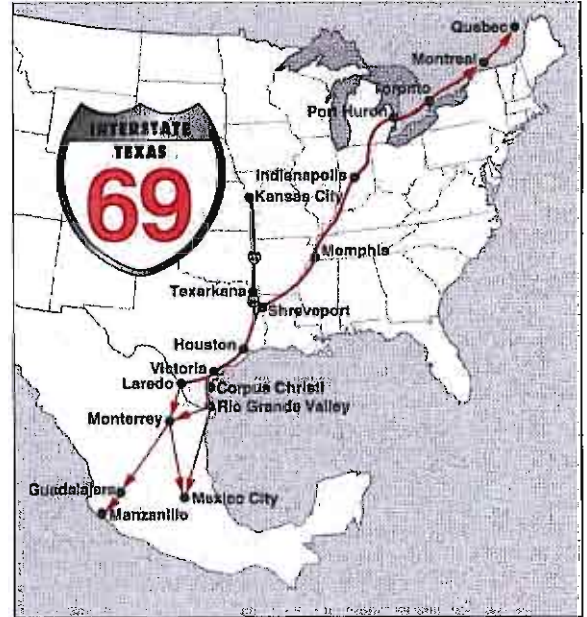 Quebec
Montreal
Toronto
Port Huron
INTERSTATE
TEXAS
69
Indianapolis
Kansas City
Memphis
Texarkana
Shreveport
Houston
Victoria
Laredo
Corpus Christi
Rio Grande Valley
Monterrey
Guadalajara
Mexico City
Manzanillo